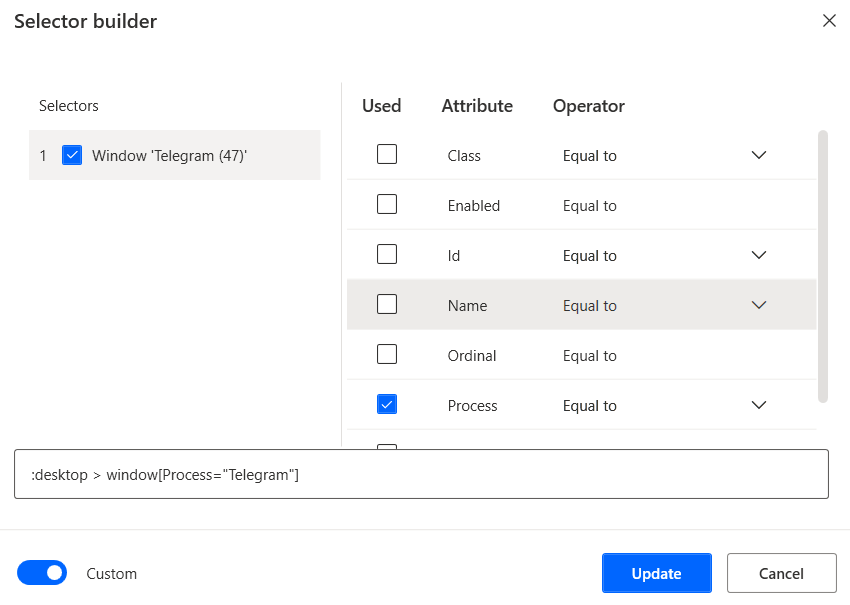 Selector builder
Selectors
1 Window 'Telegram (47)'
Used Attribute Operator
Class Equal to
Enabled Equal to
Id Equal to
Name Equal to
Ordinal Equal to
Process Equal to
:desktop > window[Process="Telegram"]
Custom
Update
Cancel